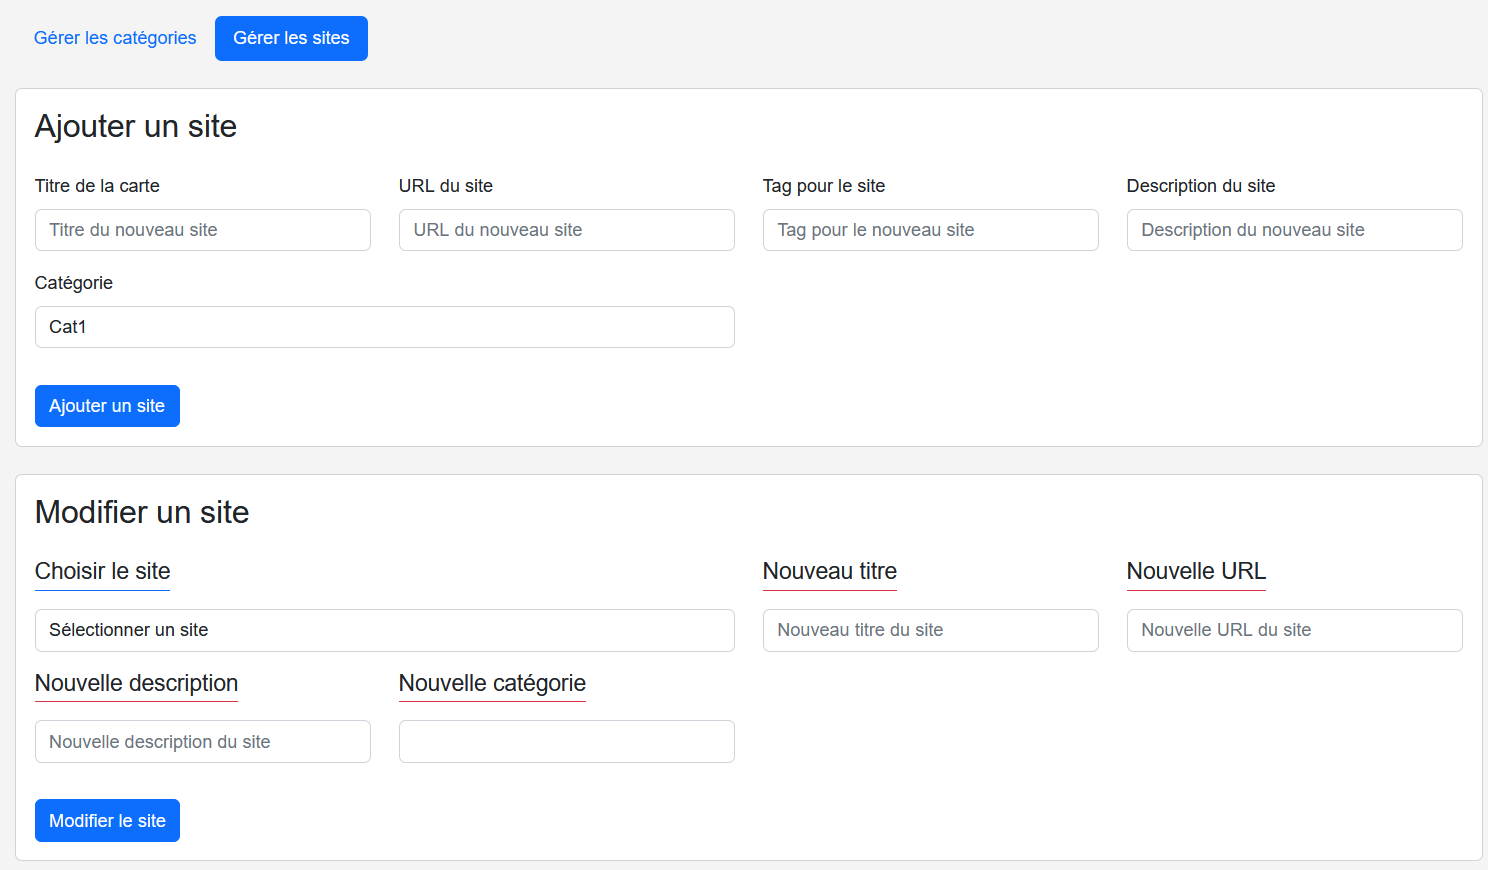 Gérer les catégories Gérer les sites
Ajouter un site
Titre de la carte URL du site Tag pour le site Description du site
Titre du nouveau site URL du nouveau site Tag pour le nouveau site Description du nouveau site
Catégorie
Cat1
Ajouter un site
Modifier un site
Choisir le site Nouveau titre Nouvelle URL
Sélectionner un site Nouveau titre du site Nouvelle URL du site
Nouvelle description Nouvelle catégorie
Nouvelle description du site
Modifier le site